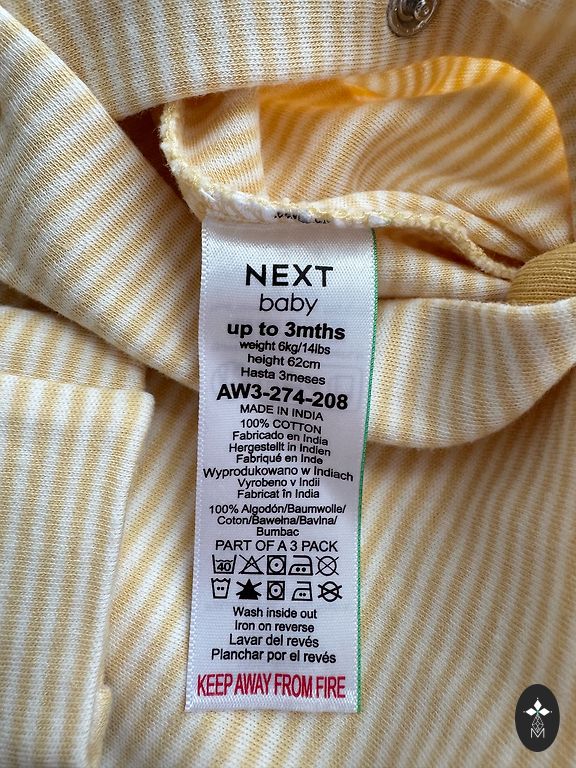 NEXT
baby
up to 3mths
weight 6kg/14lbs
height 62cm
Hasta 3meses
AW3-274-208
MADE IN INDIA
100% COTTON
Fabricado en India
Hergestellt in Indien
Fabriqué en Inde
Wyprodukowano w Indiach
Vyrobeno v Indii
Fabricat în India
100% Algodón/Baumwolle/
Coton/Bawełna/Bavlna/
Bumbac
PART OF A 3 PACK
40
Wash inside out
Iron on reverse
Lavar del revés
Planchar por el revés
KEEP AWAY FROM FIRE